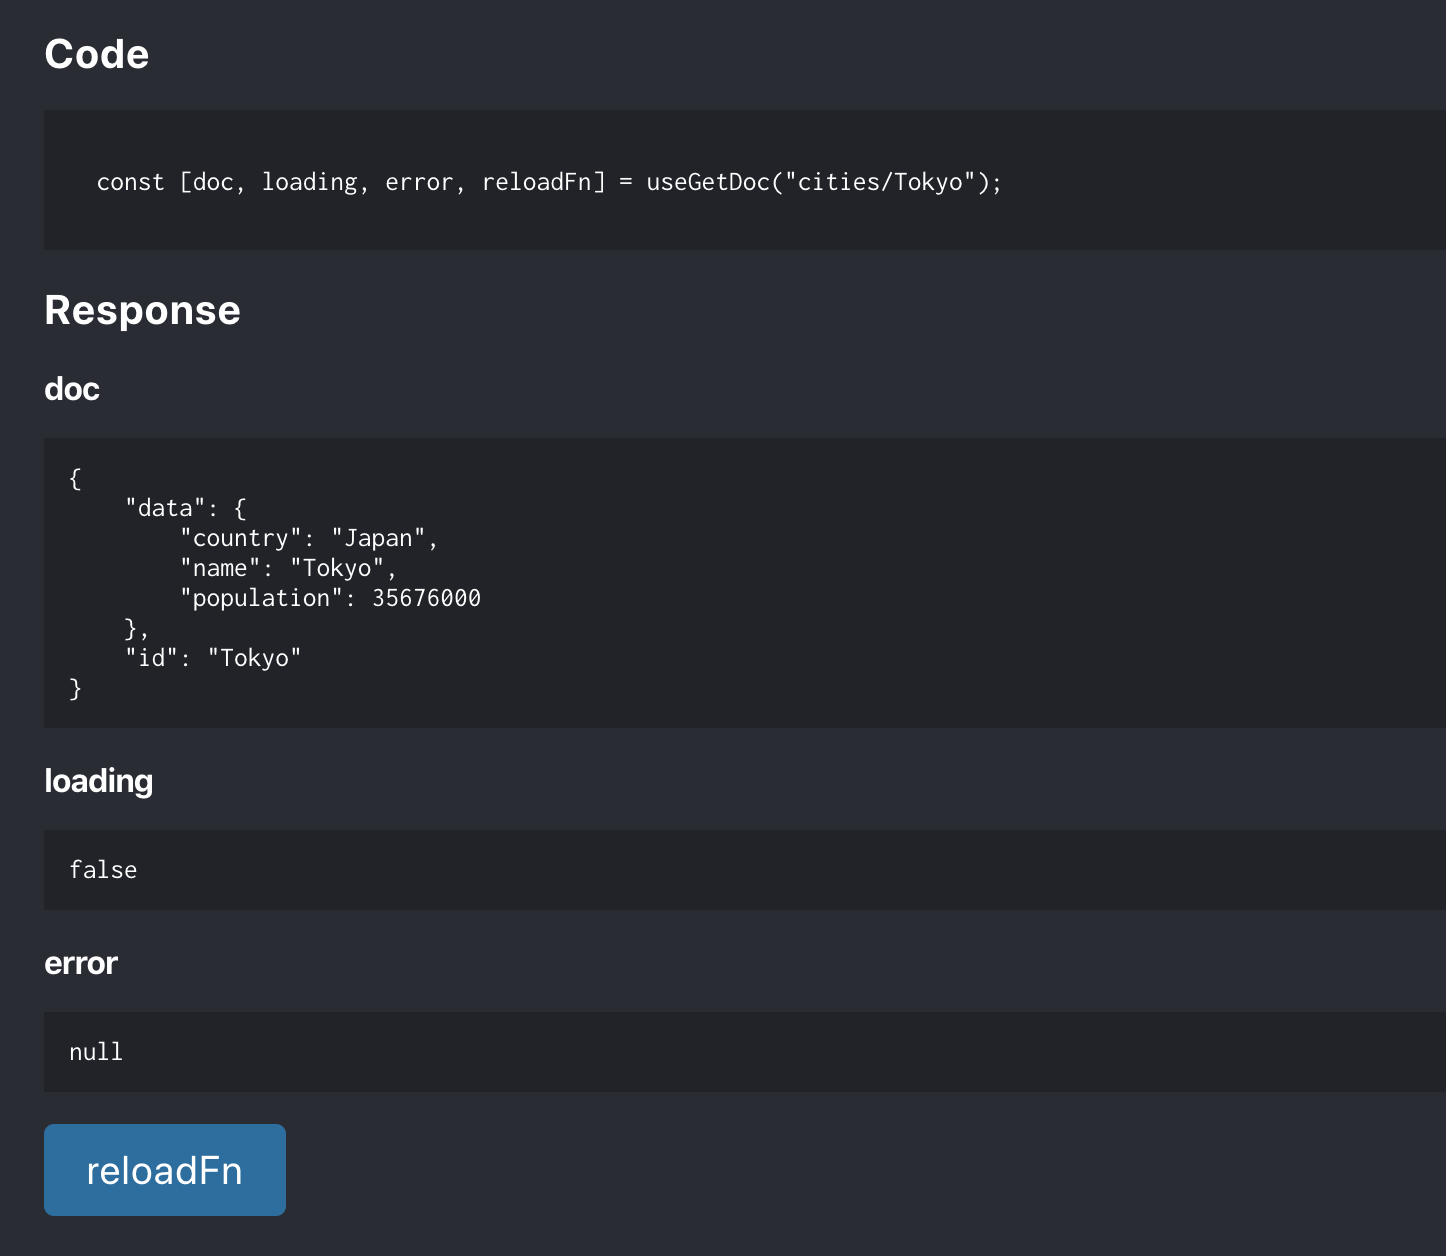 Code
const [doc, loading, error, reloadFn] = useGetDoc("cities/Tokyo");
Response
doc
{
    "data": {
        "country": "Japan",
        "name": "Tokyo",
        "population": 35676000
    },
    "id": "Tokyo"
}
loading
false
error
null
reloadFn